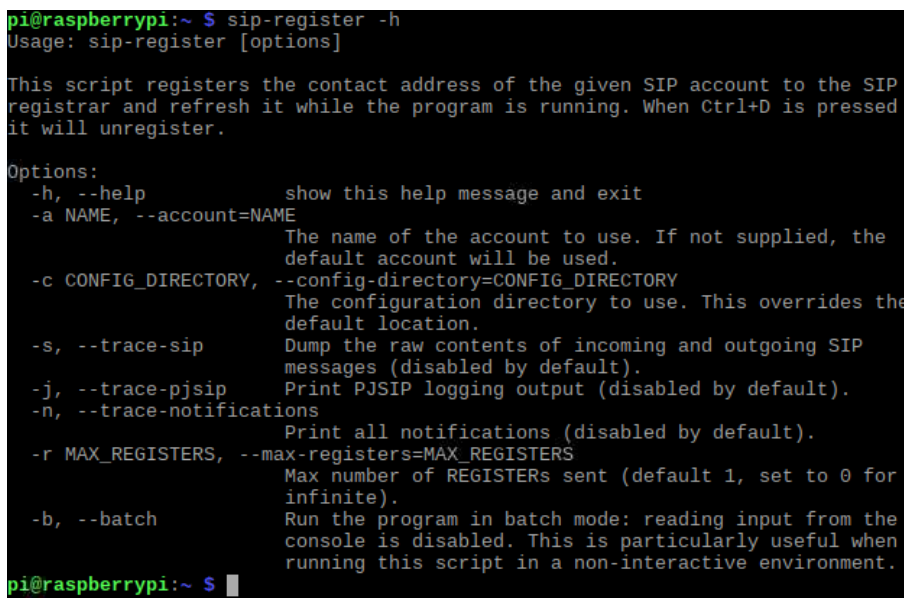 pi@raspberrypi:~ $ sip-register -h
Usage: sip-register [options]
This script registers the contact address of the given SIP account to the SIP
registrar and refresh it while the program is running. When Ctrl+D is pressed
it will unregister.
Options:
-h, --help show this help message and exit
-a NAME, --account=NAME
The name of the account to use. If not supplied, the
default account will be used.
-c CONFIG_DIRECTORY, --config-directory=CONFIG_DIRECTORY
The configuration directory to use. This overrides the
default location.
-s, --trace-sip Dump the raw contents of incoming and outgoing SIP
messages (disabled by default).
-j, --trace-pjsip Print PJSIP logging output (disabled by default).
-n, --trace-notifications
Print all notifications (disabled by default).
-r MAX_REGISTERS, --max-registers=MAX_REGISTERS
Max number of REGISTERs sent (default 1, set to 0 for
infinite).
-b, --batch Run the program in batch mode: reading input from the
console is disabled. This is particularly useful when
running this script in a non-interactive environment.
pi@raspberrypi:~ $